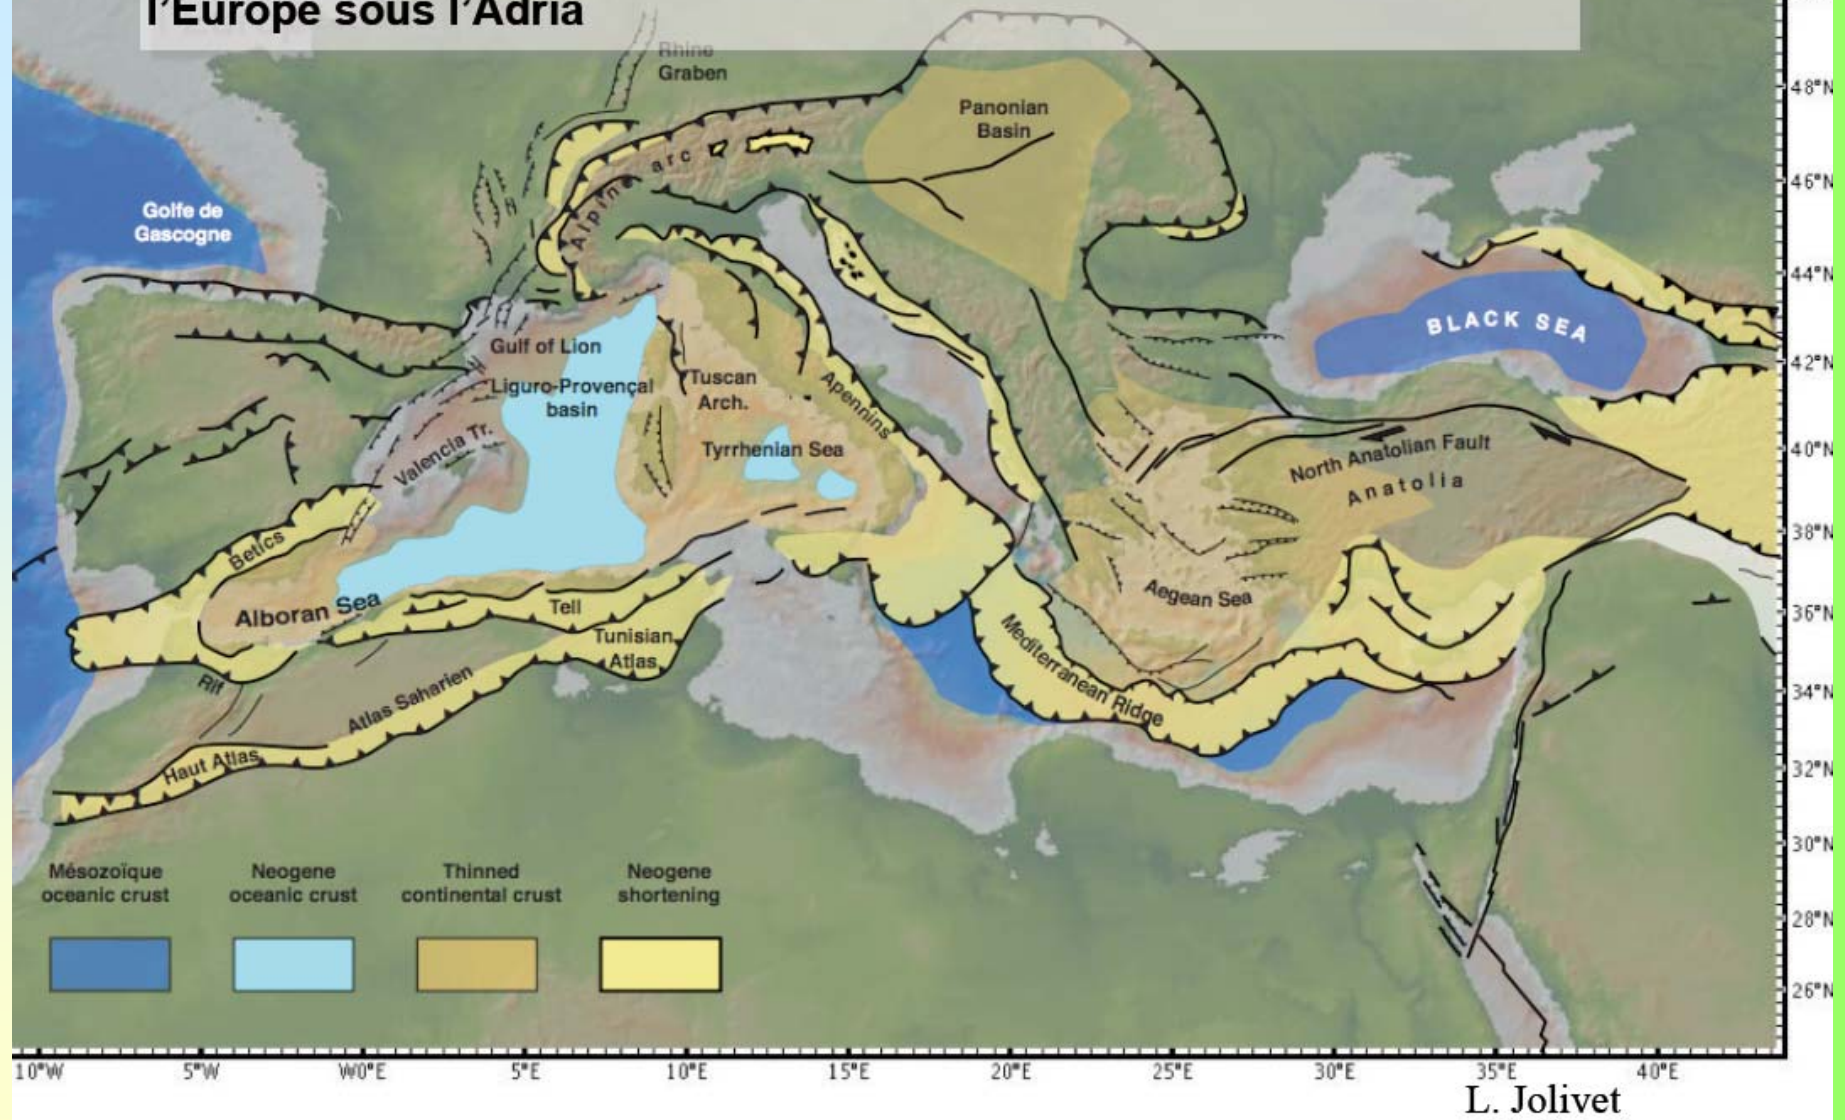 l'Europe sous l'Adria
Rhine
Graben
Panonian
Basin
Alpine arc
Golfe de
Gascogne
BLACK SEA
Gulf of Lion
Liguro-Provençal
basin
Tuscan
Arch.
Apennins
Valencia Tr.
Tyrrhenian Sea
North Anatolian Fault
Anatolia
Betics
Alboran Sea
Tell
Tunisian
Atlas
Aegean Sea
Mediterranean Ridge
Rif
Atlas Saharien
Haut Atlas
Mésozoïque
oceanic crust
Neogene
oceanic crust
Thinned
continental crust
Neogene
shortening
48°N
46°N
44°N
42°N
40°N
38°N
36°N
34°N
32°N
30°N
28°N
26°N
10°W
5°W
W0°E
5°E
10°E
15°E
20°E
25°E
30°E
35°E
40°E
L. Jolivet